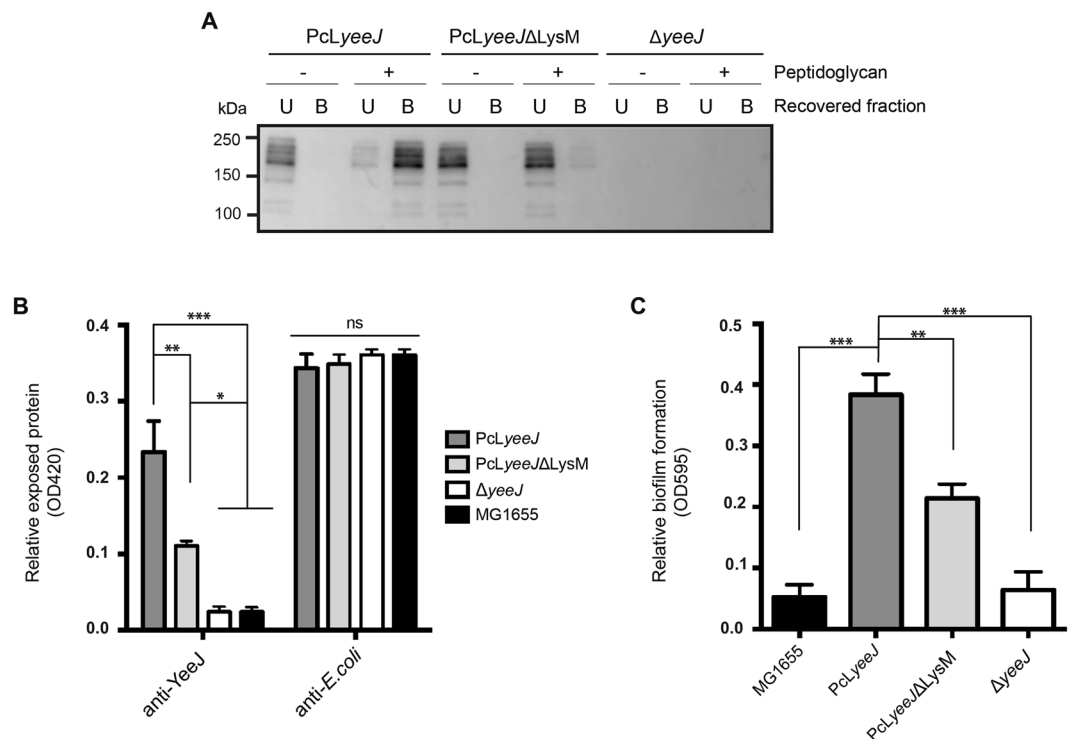 A
PcLyeeJ PcLyeeJΔLysM ΔyeeJ
- + - + - + Peptidoglycan
kDa U B U B U B U B U B U B Recovered fraction
250
150
100
B
Relative exposed protein (OD420)
0.4
0.3
0.2
0.1
0.0
***
**
*
ns
anti-YeeJ
anti-E.coli
PcLyeeJ
PcLyeeJΔLysM
ΔyeeJ
MG1655
C
Relative biofilm formation (OD595)
0.5
0.4
0.3
0.2
0.1
0.0
***
***
**
MG1655
PcLyeeJ
PcLyeeJΔLysM
ΔyeeJ